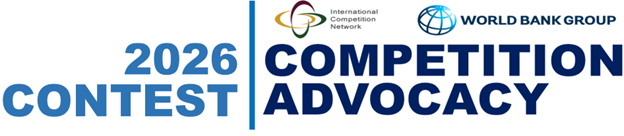 2026
CONTEST
International
Competition
Network
WORLD BANK GROUP
COMPETITION
ADVOCACY